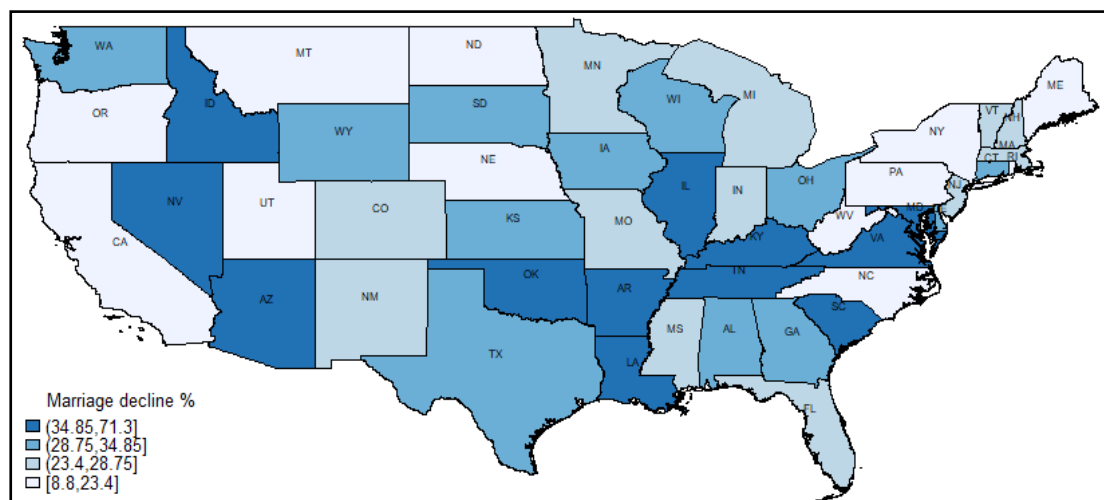 WA
MT
ND
MN
ME
OR
ID
SD
WI
MI
VT
NH
WY
NY
MA
IA
CT
RI
NE
PA
NV
UT
IL
IN
OH
NJ
CO
MO
MD
CA
KS
WV
VA
KY
OK
TN
NC
AZ
NM
AR
SC
MS
AL
GA
TX
LA
FL
Marriage decline %
(34.85,71.3]
(28.75,34.85]
(23.4,28.75]
[8.8,23.4]